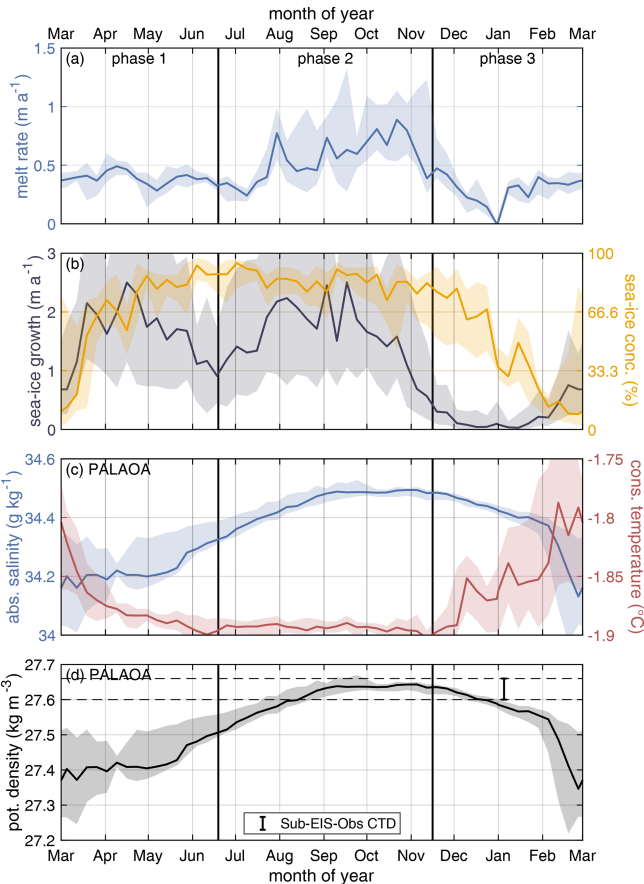 month of year
Mar Apr May Jun Jul Aug Sep Oct Nov Dec Jan Feb Mar
(a) phase 1 phase 2 phase 3
melt rate (m a-1)
1.5
1
0.5
0
(b)
sea-ice growth (m a-1)
3
2
1
0
sea-ice conc. (%)
100
66.6
33.3
0
(c) PALAOA
abs. salinity (g kg-1)
34.6
34.4
34.2
34
cons. temperature (°C)
-1.75
-1.8
-1.85
-1.9
(d) PALAOA
pot. density (kg m-3)
27.7
27.6
27.5
27.4
27.3
27.2
Sub-EIS-Obs CTD
Mar Apr May Jun Jul Aug Sep Oct Nov Dec Jan Feb Mar
month of year